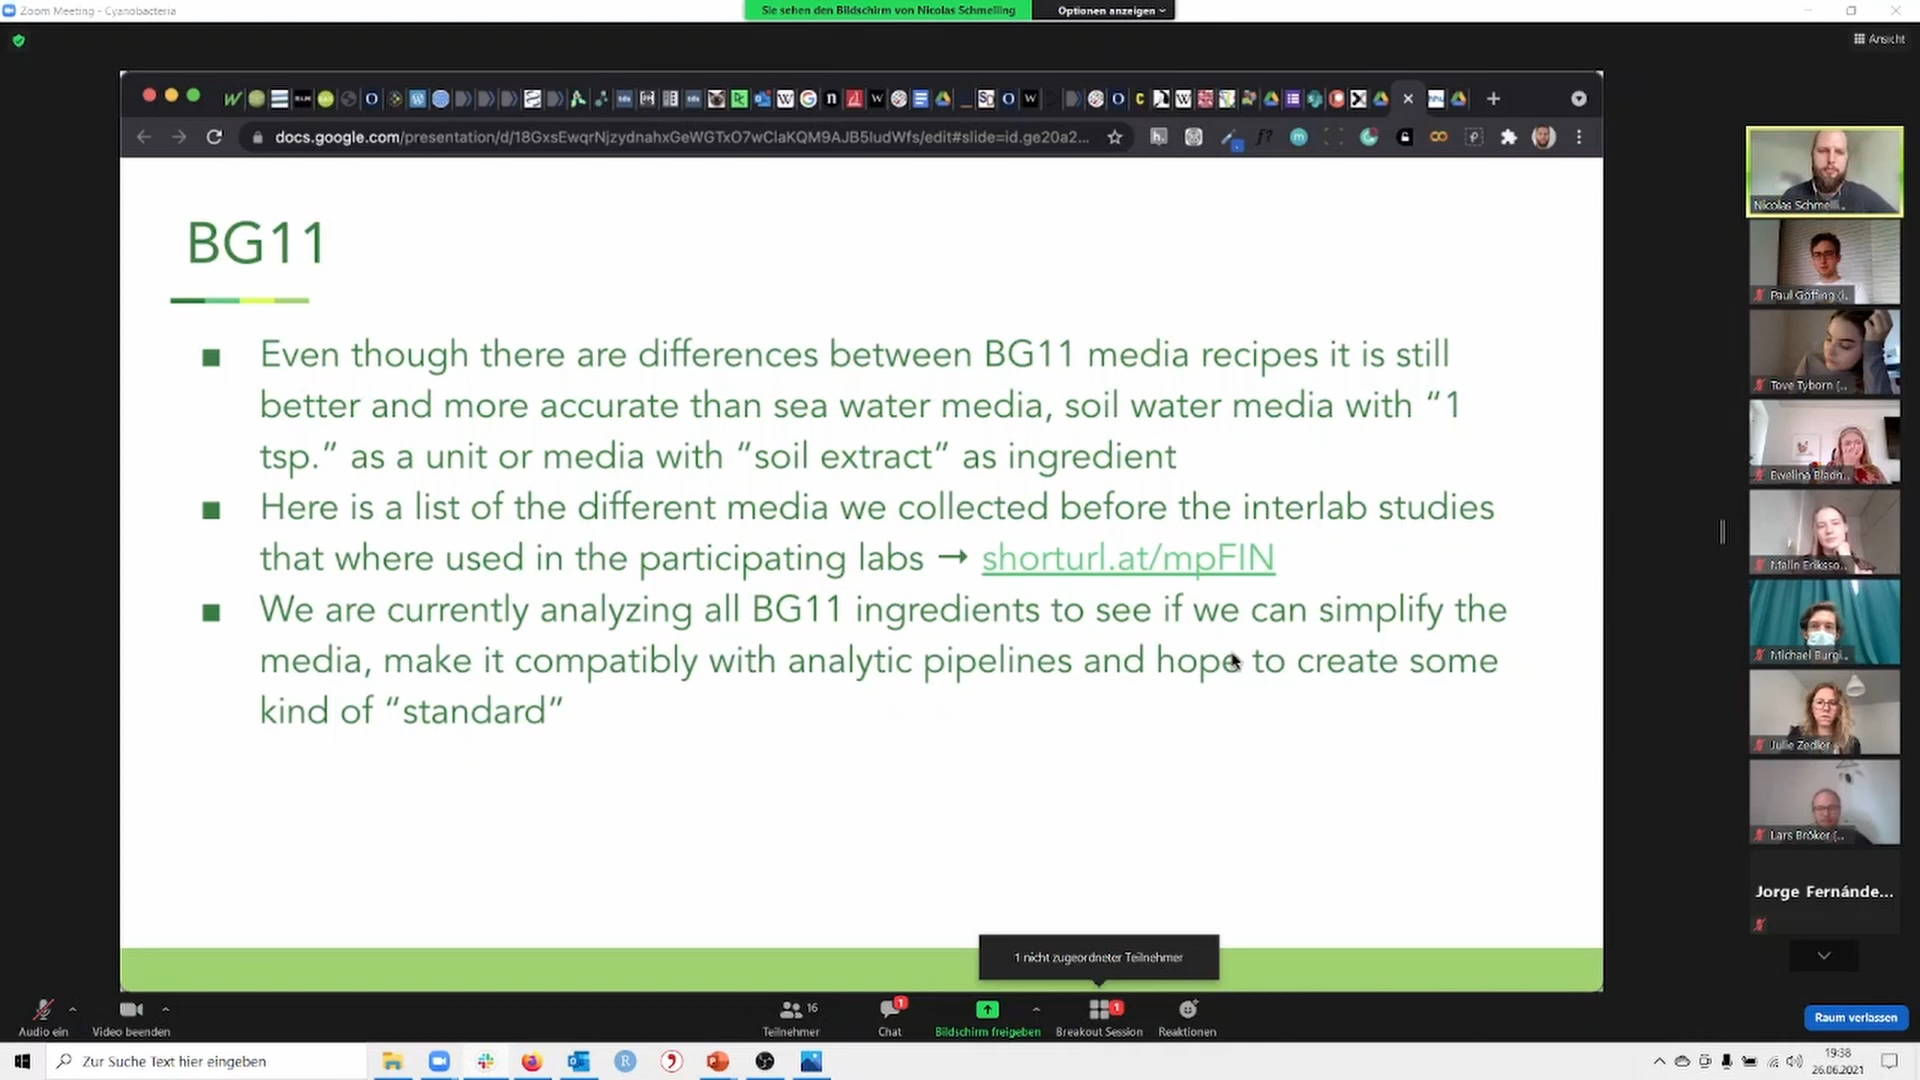 Zoom Meeting - Cyanobacteria
Sie sehen den Bildschirm von Nicolas Schmelling
Optionen anzeigen
Ansicht
docs.google.com/presentation/d/18GxsEwqrNjzydnahxGeWGTxO7wClaKQM9AJB5IudWfs/edit#slide=id.ge20a2...
BG11
Even though there are differences between BG11 media recipes it is still
better and more accurate than sea water media, soil water media with “1
tsp.” as a unit or media with “soil extract” as ingredient
Here is a list of the different media we collected before the interlab studies
that where used in the participating labs → shorturl.at/mpFIN
We are currently analyzing all BG11 ingredients to see if we can simplify the
media, make it compatibly with analytic pipelines and hope to create some
kind of “standard”
Nicolas Schmelli...
Paul Göffing (i...
Tove Tyborn (...
Ewelina Bladn...
Malin Eriksso...
Michael Burgi...
Julie Zedler
Lars Bröker (...
Jorge Fernánde...
1 nicht zugeordneter Teilnehmer
16
1
1
Audio ein
Video beenden
Teilnehmer
Chat
Bildschirm freigeben
Breakout Session
Reaktionen
Raum verlassen
Zur Suche Text hier eingeben
19:38
26.06.2021